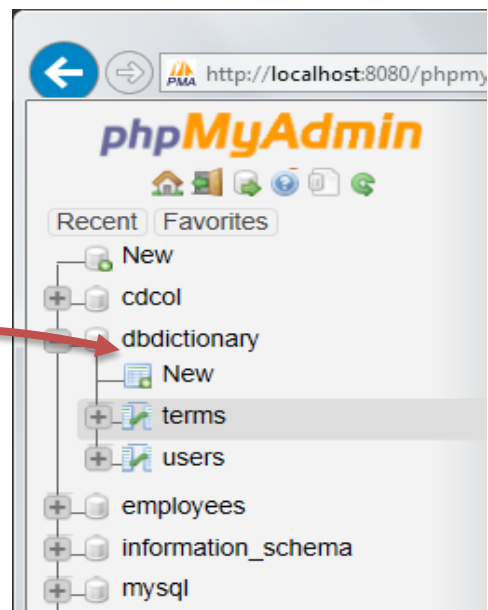 PMA http://localhost:8080/phpmy
phpMyAdmin
Recent Favorites
New
cdcol
dbdictionary
New
terms
users
employees
information_schema
mysql